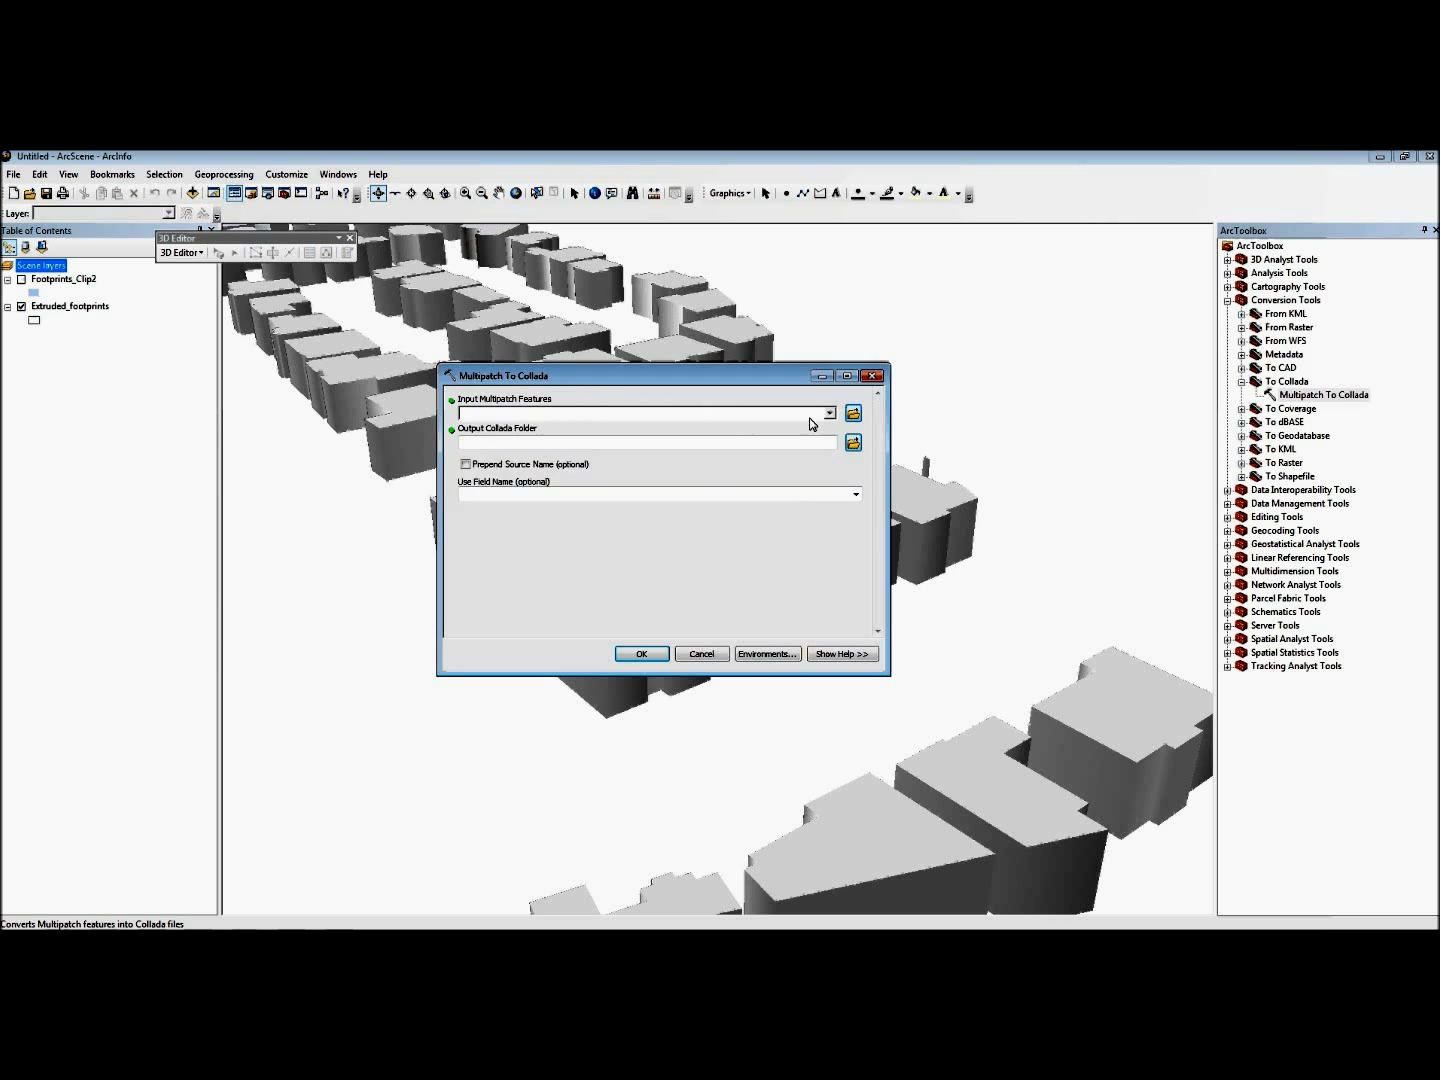 Untitled - ArcScene - ArcInfo
File Edit View Bookmarks Selection Geoprocessing Customize Windows Help
Graphics
Layer:
Table of Contents
Scene layers
Footprints_Clip2
Extruded_footprints
3D Editor
3D Editor
Multipatch To Collada
Input Multipatch Features
Output Collada Folder
Prepend Source Name (optional)
Use Field Name (optional)
OK Cancel Environments... Show Help >>
ArcToolbox
ArcToolbox
3D Analyst Tools
Analysis Tools
Cartography Tools
Conversion Tools
From KML
From Raster
From WFS
Metadata
To CAD
To Collada
Multipatch To Collada
To Coverage
To dBASE
To Geodatabase
To KML
To Raster
To Shapefile
Data Interoperability Tools
Data Management Tools
Editing Tools
Geocoding Tools
Geostatistical Analyst Tools
Linear Referencing Tools
Multidimension Tools
Network Analyst Tools
Parcel Fabric Tools
Schematics Tools
Server Tools
Spatial Analyst Tools
Spatial Statistics Tools
Tracking Analyst Tools
Converts Multipatch features into Collada files